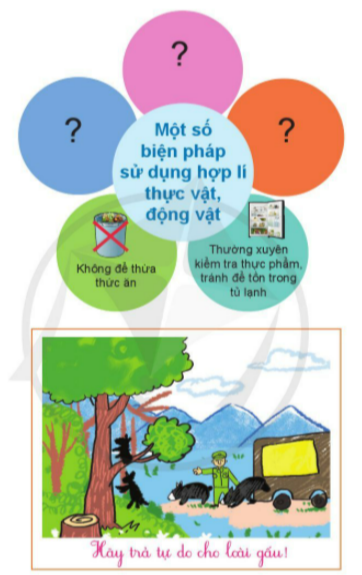 ?
?
?
Một số
biện pháp
sử dụng hợp lí
thực vật,
động vật
Không để thừa
thức ăn
Thường xuyên
kiểm tra thực phẩm,
tránh để tồn trong
tủ lạnh
Hãy trả tự do cho loài gấu!